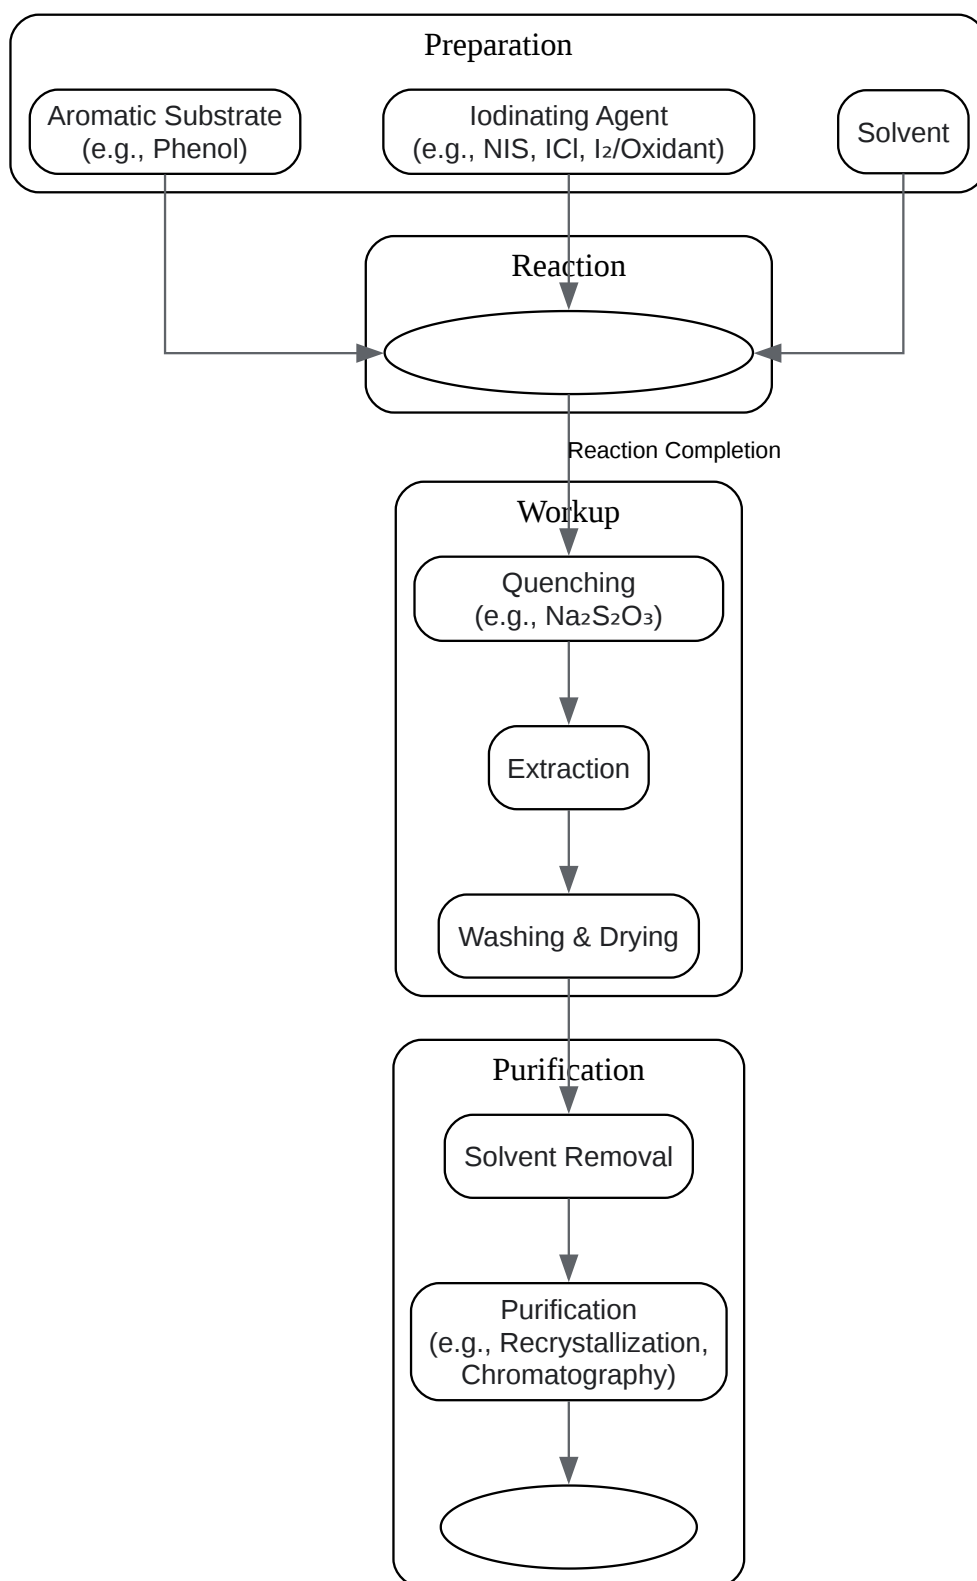 Preparation
Aromatic Substrate
(e.g., Phenol)
Iodinating Agent
(e.g., NIS, ICl, I₂/Oxidant)
Solvent
Reaction
Reaction Completion
Workup
Quenching
(e.g., Na₂S₂O₃)
Extraction
Washing & Drying
Purification
Solvent Removal
Purification
(e.g., Recrystallization,
Chromatography)